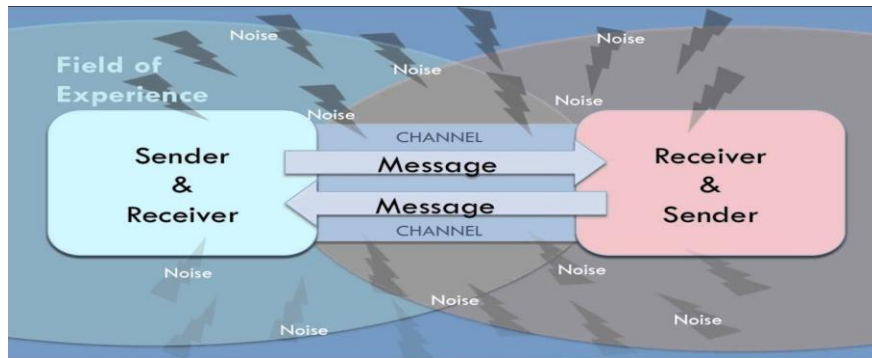 Noise
Noise
Field of
Experience
Noise
Noise
Noise
CHANNEL
Message
Sender
&
Receiver
Receiver
&
Sender
Message
CHANNEL
Noise
Noise
Noise
Noise
Noise